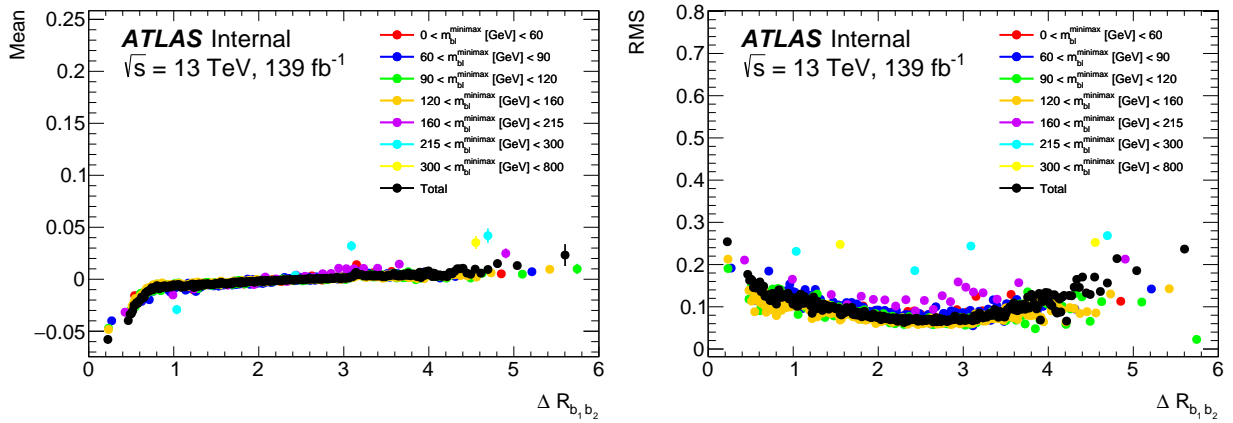 Mean
ATLAS Internal
√s = 13 TeV, 139 fb⁻¹
0 < m_bl^minimax [GeV] < 60
60 < m_bl^minimax [GeV] < 90
90 < m_bl^minimax [GeV] < 120
120 < m_bl^minimax [GeV] < 160
160 < m_bl^minimax [GeV] < 215
215 < m_bl^minimax [GeV] < 300
300 < m_bl^minimax [GeV] < 800
Total
0.25
0.2
0.15
0.1
0.05
0
−0.05
0 1 2 3 4 5 6
Δ R_b₁b₂
RMS
ATLAS Internal
√s = 13 TeV, 139 fb⁻¹
0 < m_bl^minimax [GeV] < 60
60 < m_bl^minimax [GeV] < 90
90 < m_bl^minimax [GeV] < 120
120 < m_bl^minimax [GeV] < 160
160 < m_bl^minimax [GeV] < 215
215 < m_bl^minimax [GeV] < 300
300 < m_bl^minimax [GeV] < 800
Total
0.8
0.7
0.6
0.5
0.4
0.3
0.2
0.1
0
0 1 2 3 4 5 6
Δ R_b₁b₂